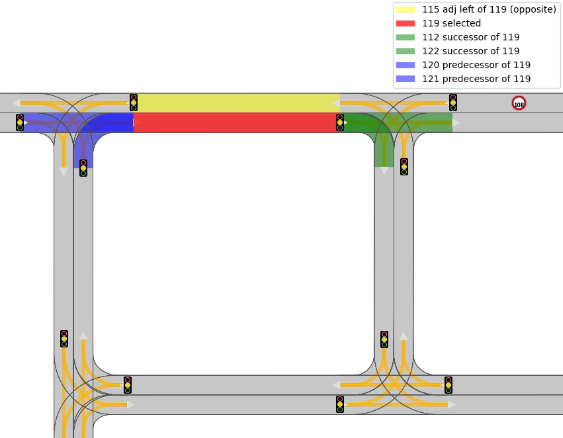 115 adj left of 119 (opposite)
119 selected
112 successor of 119
122 successor of 119
120 predecessor of 119
121 predecessor of 119